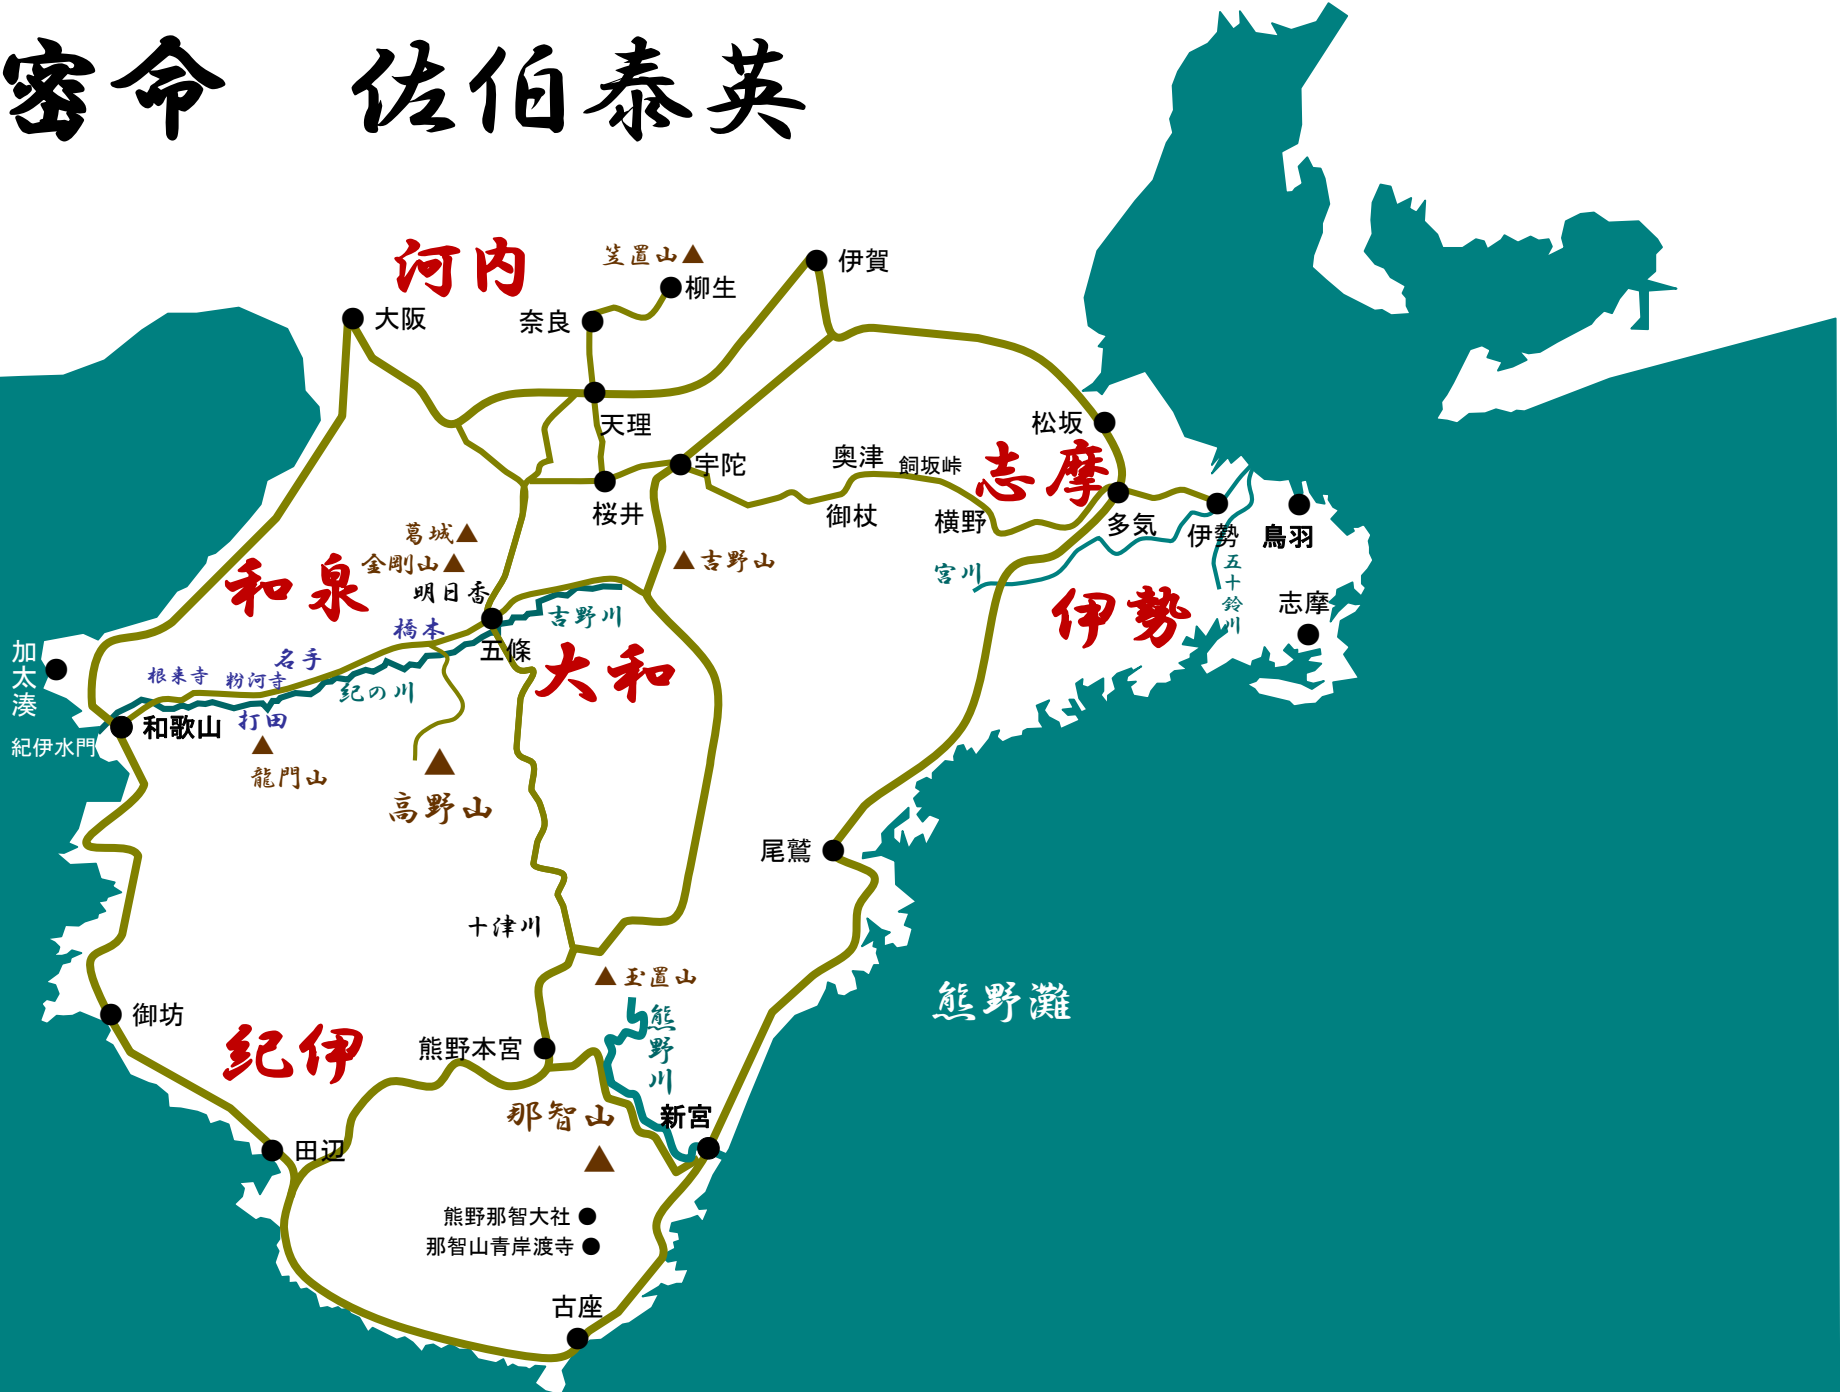 密命　佐伯泰英
河内
笠置山
伊賀
柳生
大阪
奈良
天理
松坂
宇陀
奥津
飼坂峠
志摩
桜井
御杖
横野
多気
伊勢
鳥羽
葛城
金剛山
吉野山
五十鈴川
和泉
明日香
宮川
伊勢
志摩
吉野川
橋本
五條
大和
加太湊
名手
根来寺
粉河寺
紀の川
打田
和歌山
紀伊水門
龍門山
高野山
尾鷲
十津川
玉置山
熊野灘
御坊
紀伊
熊野川
熊野本宮
那智山
新宮
田辺
熊野那智大社
那智山青岸渡寺
古座